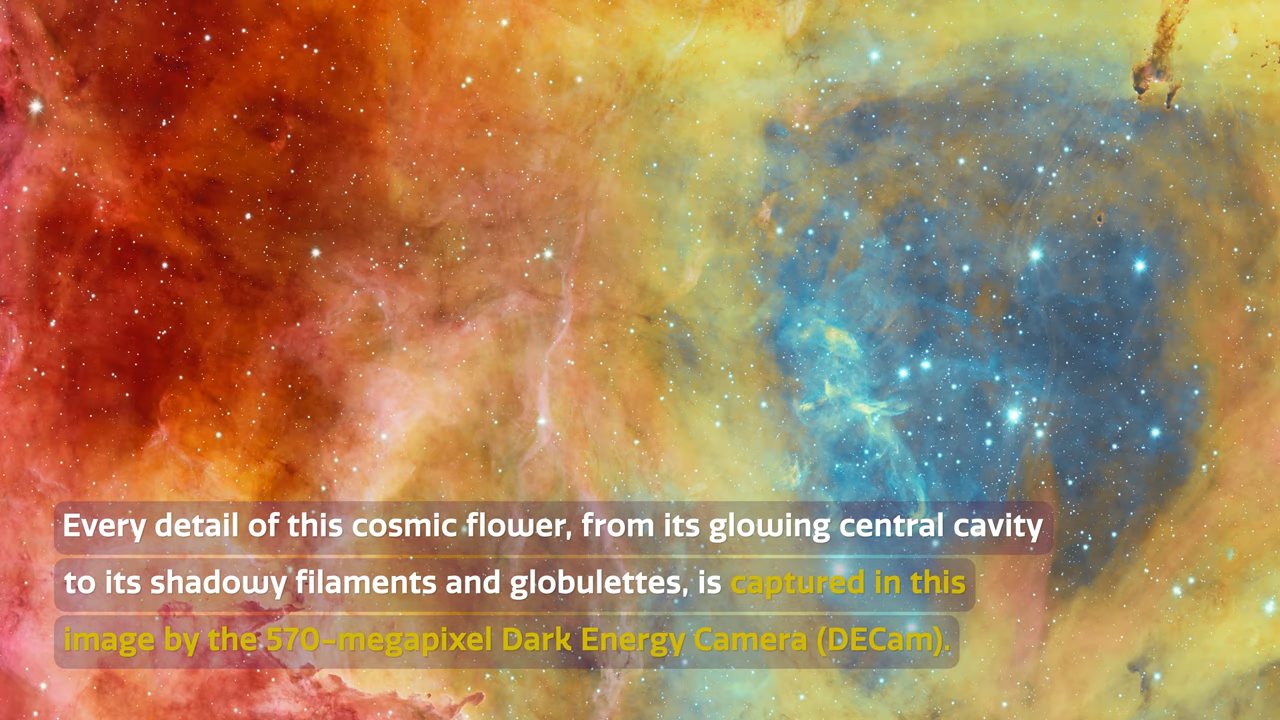 Every detail of this cosmic flower, from its glowing central cavity
to its shadowy filaments and globulettes, is captured in this
image by the 570-megapixel Dark Energy Camera (DECam).